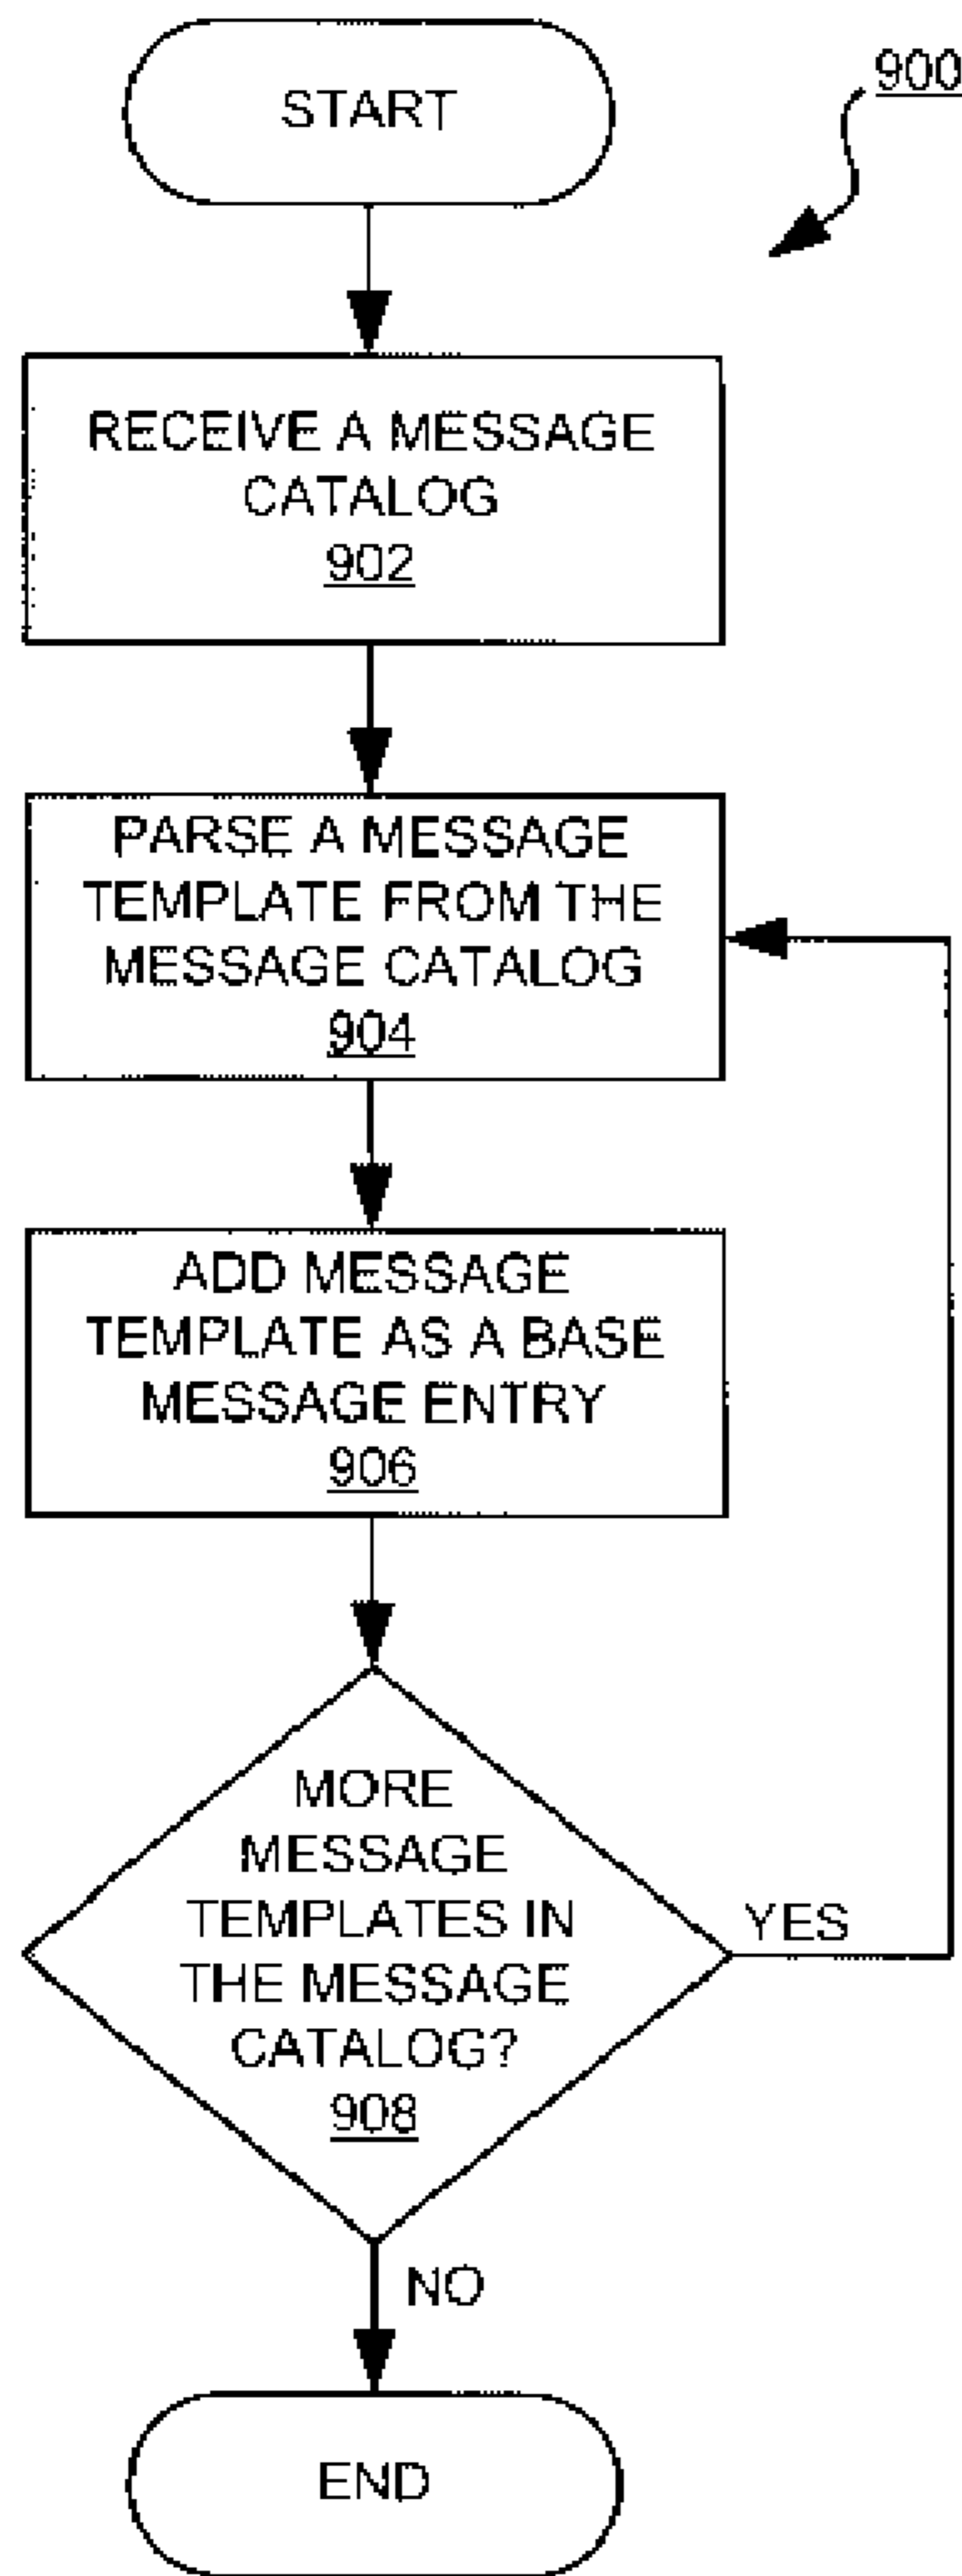 START
900
RECEIVE A MESSAGE
CATALOG
902
PARSE A MESSAGE
TEMPLATE FROM THE
MESSAGE CATALOG
904
ADD MESSAGE
TEMPLATE AS A BASE
MESSAGE ENTRY
906
MORE
MESSAGE
TEMPLATES IN
THE MESSAGE
CATALOG?
908
YES
NO
END